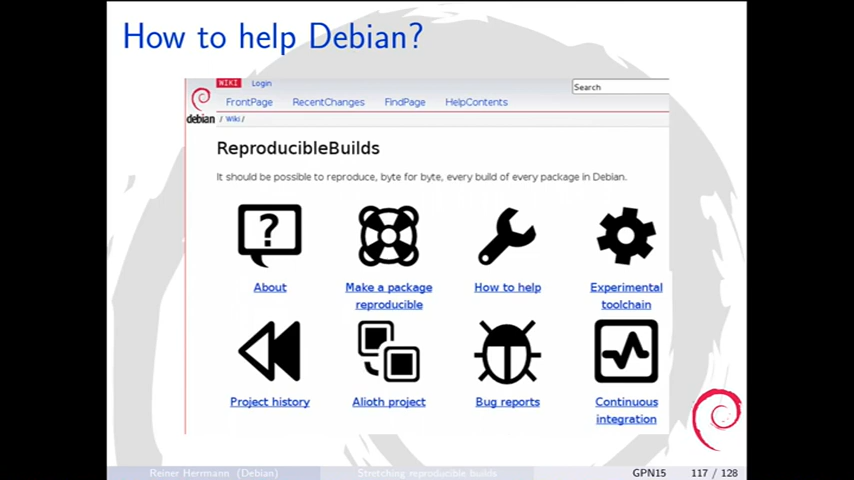 How to help Debian?
WIKI Login
Search
FrontPage RecentChanges FindPage HelpContents
debian / Wiki /
ReproducibleBuilds
It should be possible to reproduce, byte for byte, every build of every package in Debian.
?
About
Make a package
reproducible
How to help
Experimental
toolchain
Project history
Alioth project
Bug reports
Continuous
integration
Reiner Herrmann (Debian) Stretching reproducible builds GPN15 117 / 128